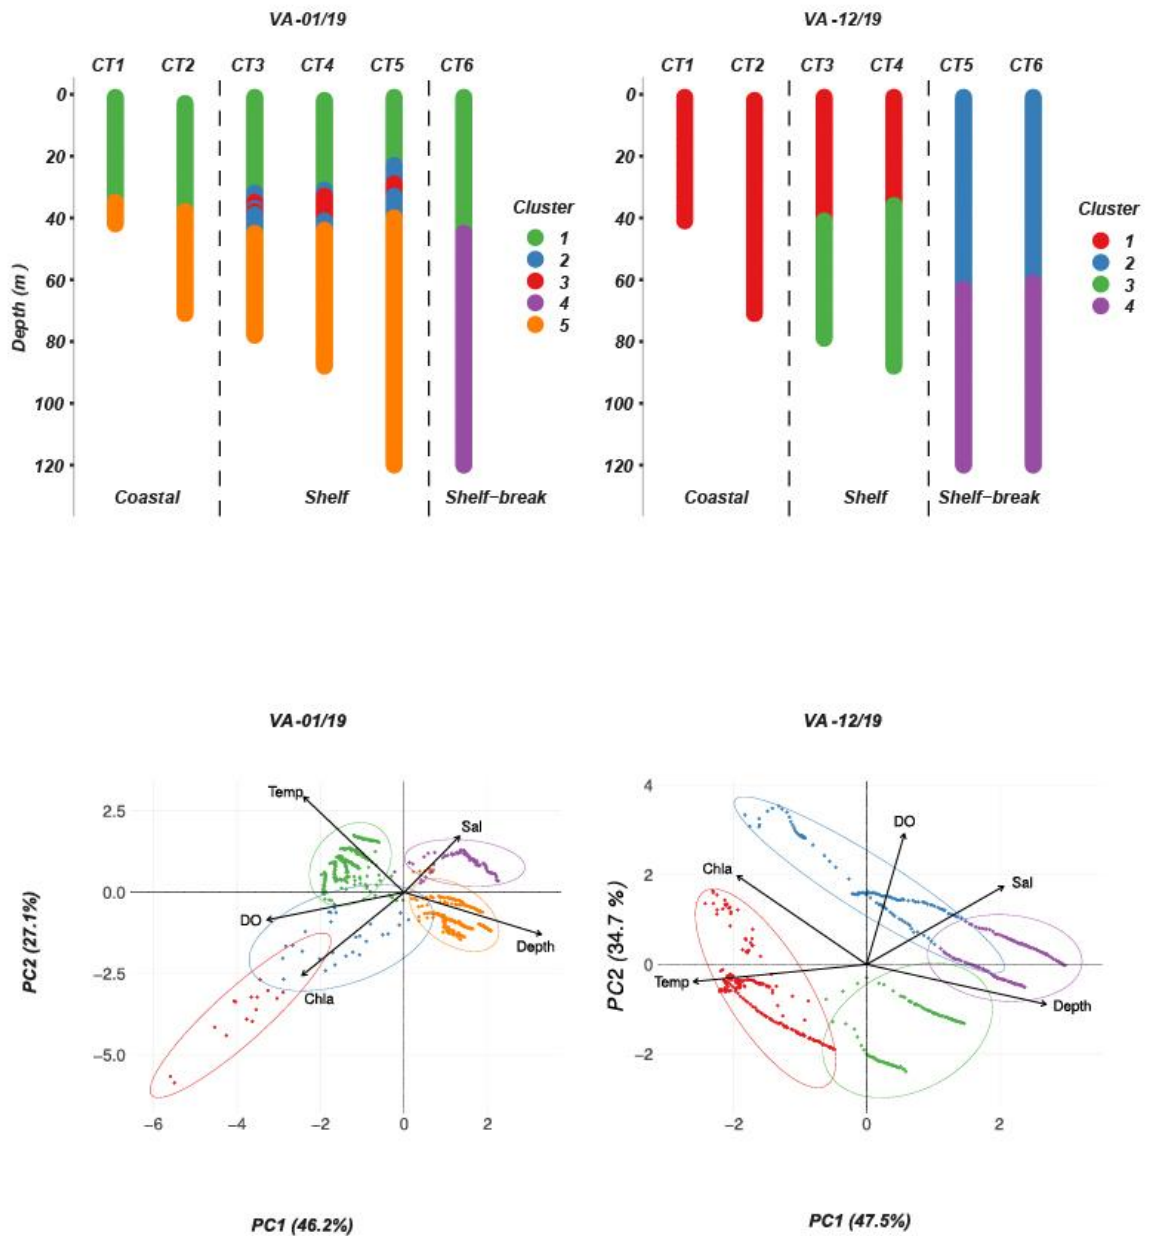 VA-01/19
VA-12/19
CT1 CT2 CT3 CT4 CT5 CT6
CT1 CT2 CT3 CT4 CT5 CT6
Depth (m )
0
20
40
60
80
100
120
Coastal Shelf Shelf-break
Cluster
1
2
3
4
5
0
20
40
60
80
100
120
Coastal Shelf Shelf-break
Cluster
1
2
3
4
VA-01/19
VA-12/19
PC2 (27.1%)
2.5
0.0
-2.5
-5.0
Temp
Sal
DO
Depth
Chla
-6 -4 -2 0 2
PC1 (46.2%)
PC2 (34.7 %)
4
2
0
-2
DO
Chla
Sal
Temp
Depth
-2 0 2
PC1 (47.5%)